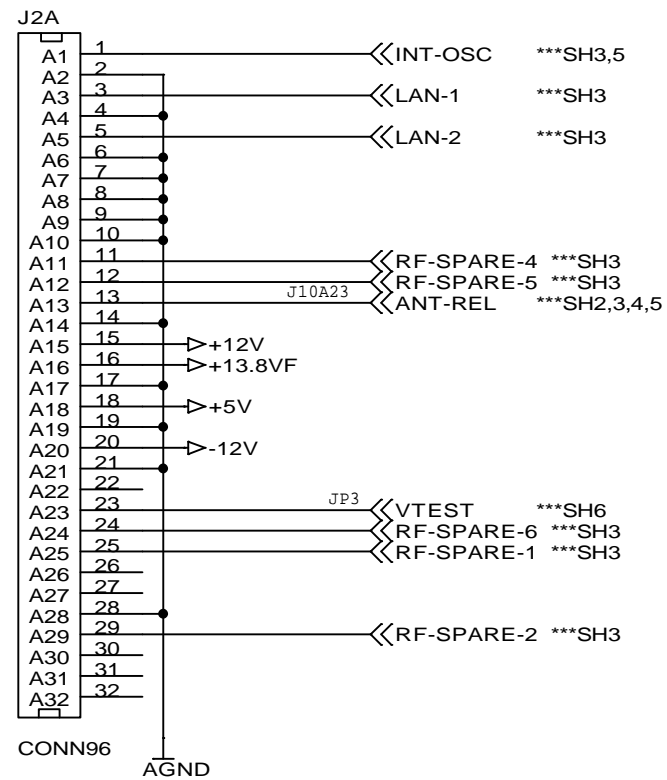 J2A
A1 1 INT-OSC ***SH3,5
A2 2
A3 3 LAN-1 ***SH3
A4 4
A5 5 LAN-2 ***SH3
A6 6
A7 7
A8 8
A9 9
A10 10
A11 11 RF-SPARE-4 ***SH3
A12 12 RF-SPARE-5 ***SH3
A13 13 J10A23 ANT-REL ***SH2,3,4,5
A14 14
A15 15 +12V
A16 16 +13.8VF
A17 17
A18 18 +5V
A19 19
A20 20 -12V
A21 21
A22 22
A23 23 JP3 VTEST ***SH6
A24 24 RF-SPARE-6 ***SH3
A25 25 RF-SPARE-1 ***SH3
A26 26
A27 27
A28 28
A29 29 RF-SPARE-2 ***SH3
A30 30
A31 31
A32 32
CONN96
AGND